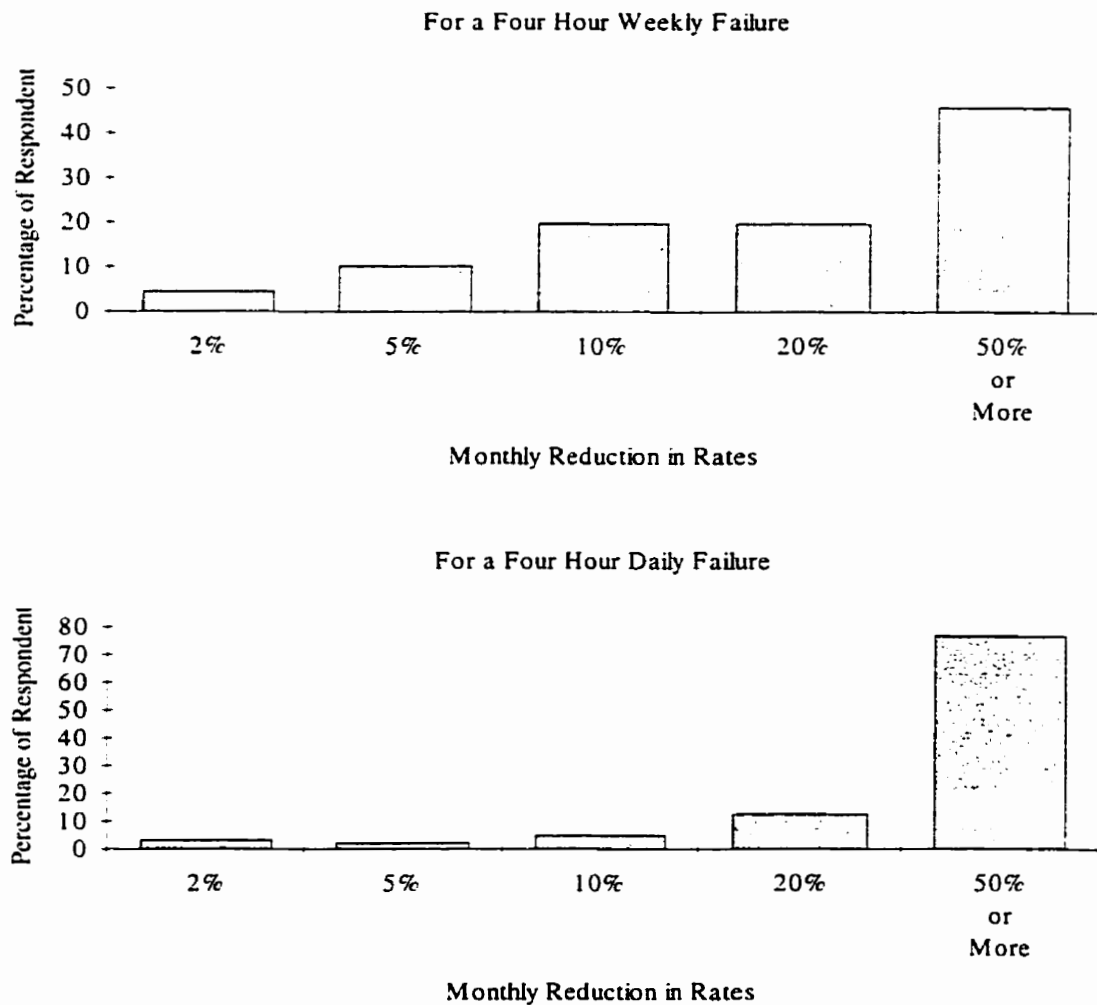 For a Four Hour Weekly Failure
Percentage of Respondent
50
40
30
20
10
0
2%
5%
10%
20%
50%
or
More
Monthly Reduction in Rates
For a Four Hour Daily Failure
Percentage of Respondent
80
70
60
50
40
30
20
10
0
2%
5%
10%
20%
50%
or
More
Monthly Reduction in Rates